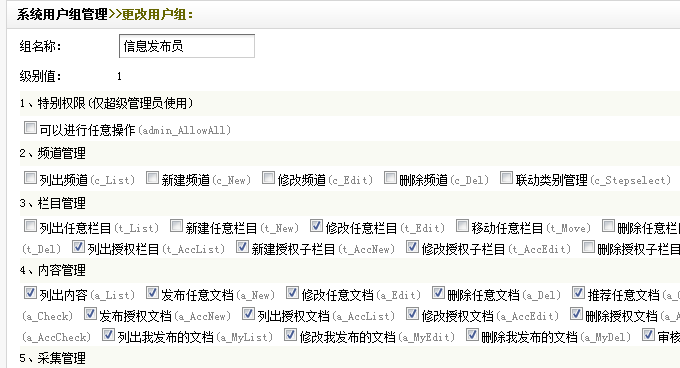 系统用户组管理>>更改用户组:
组名称: 信息发布员
级别值: 1
1、特别权限(仅超级管理员使用)
可以进行任意操作(admin_AllowAll)
2、频道管理
列出频道(c_List) 新建频道(c_New) 修改频道(c_Edit) 删除频道(c_Del) 联动类别管理(c_Stepselect)
3、栏目管理
列出任意栏目(t_List) 新建任意栏目(t_New) 修改任意栏目(t_Edit) 移动任意栏目(t_Move) 删除任意栏目
(t_Del) 列出授权栏目(t_AccList) 新建授权子栏目(t_AccNew) 修改授权子栏目(t_AccEdit) 删除授权子栏目
4、内容管理
列出内容(a_List) 发布任意文档(a_New) 修改任意文档(a_Edit) 删除任意文档(a_Del) 推荐任意文档(a_C
(a_Check) 发布授权文档(a_AccNew) 列出授权文档(a_AccList) 修改授权文档(a_AccEdit) 删除授权文档(a_A
(a_AccCheck) 列出我发布的文档(a_MyList) 修改我发布的文档(a_MyEdit) 删除我发布的文档(a_MyDel) 审核
5、采集管理